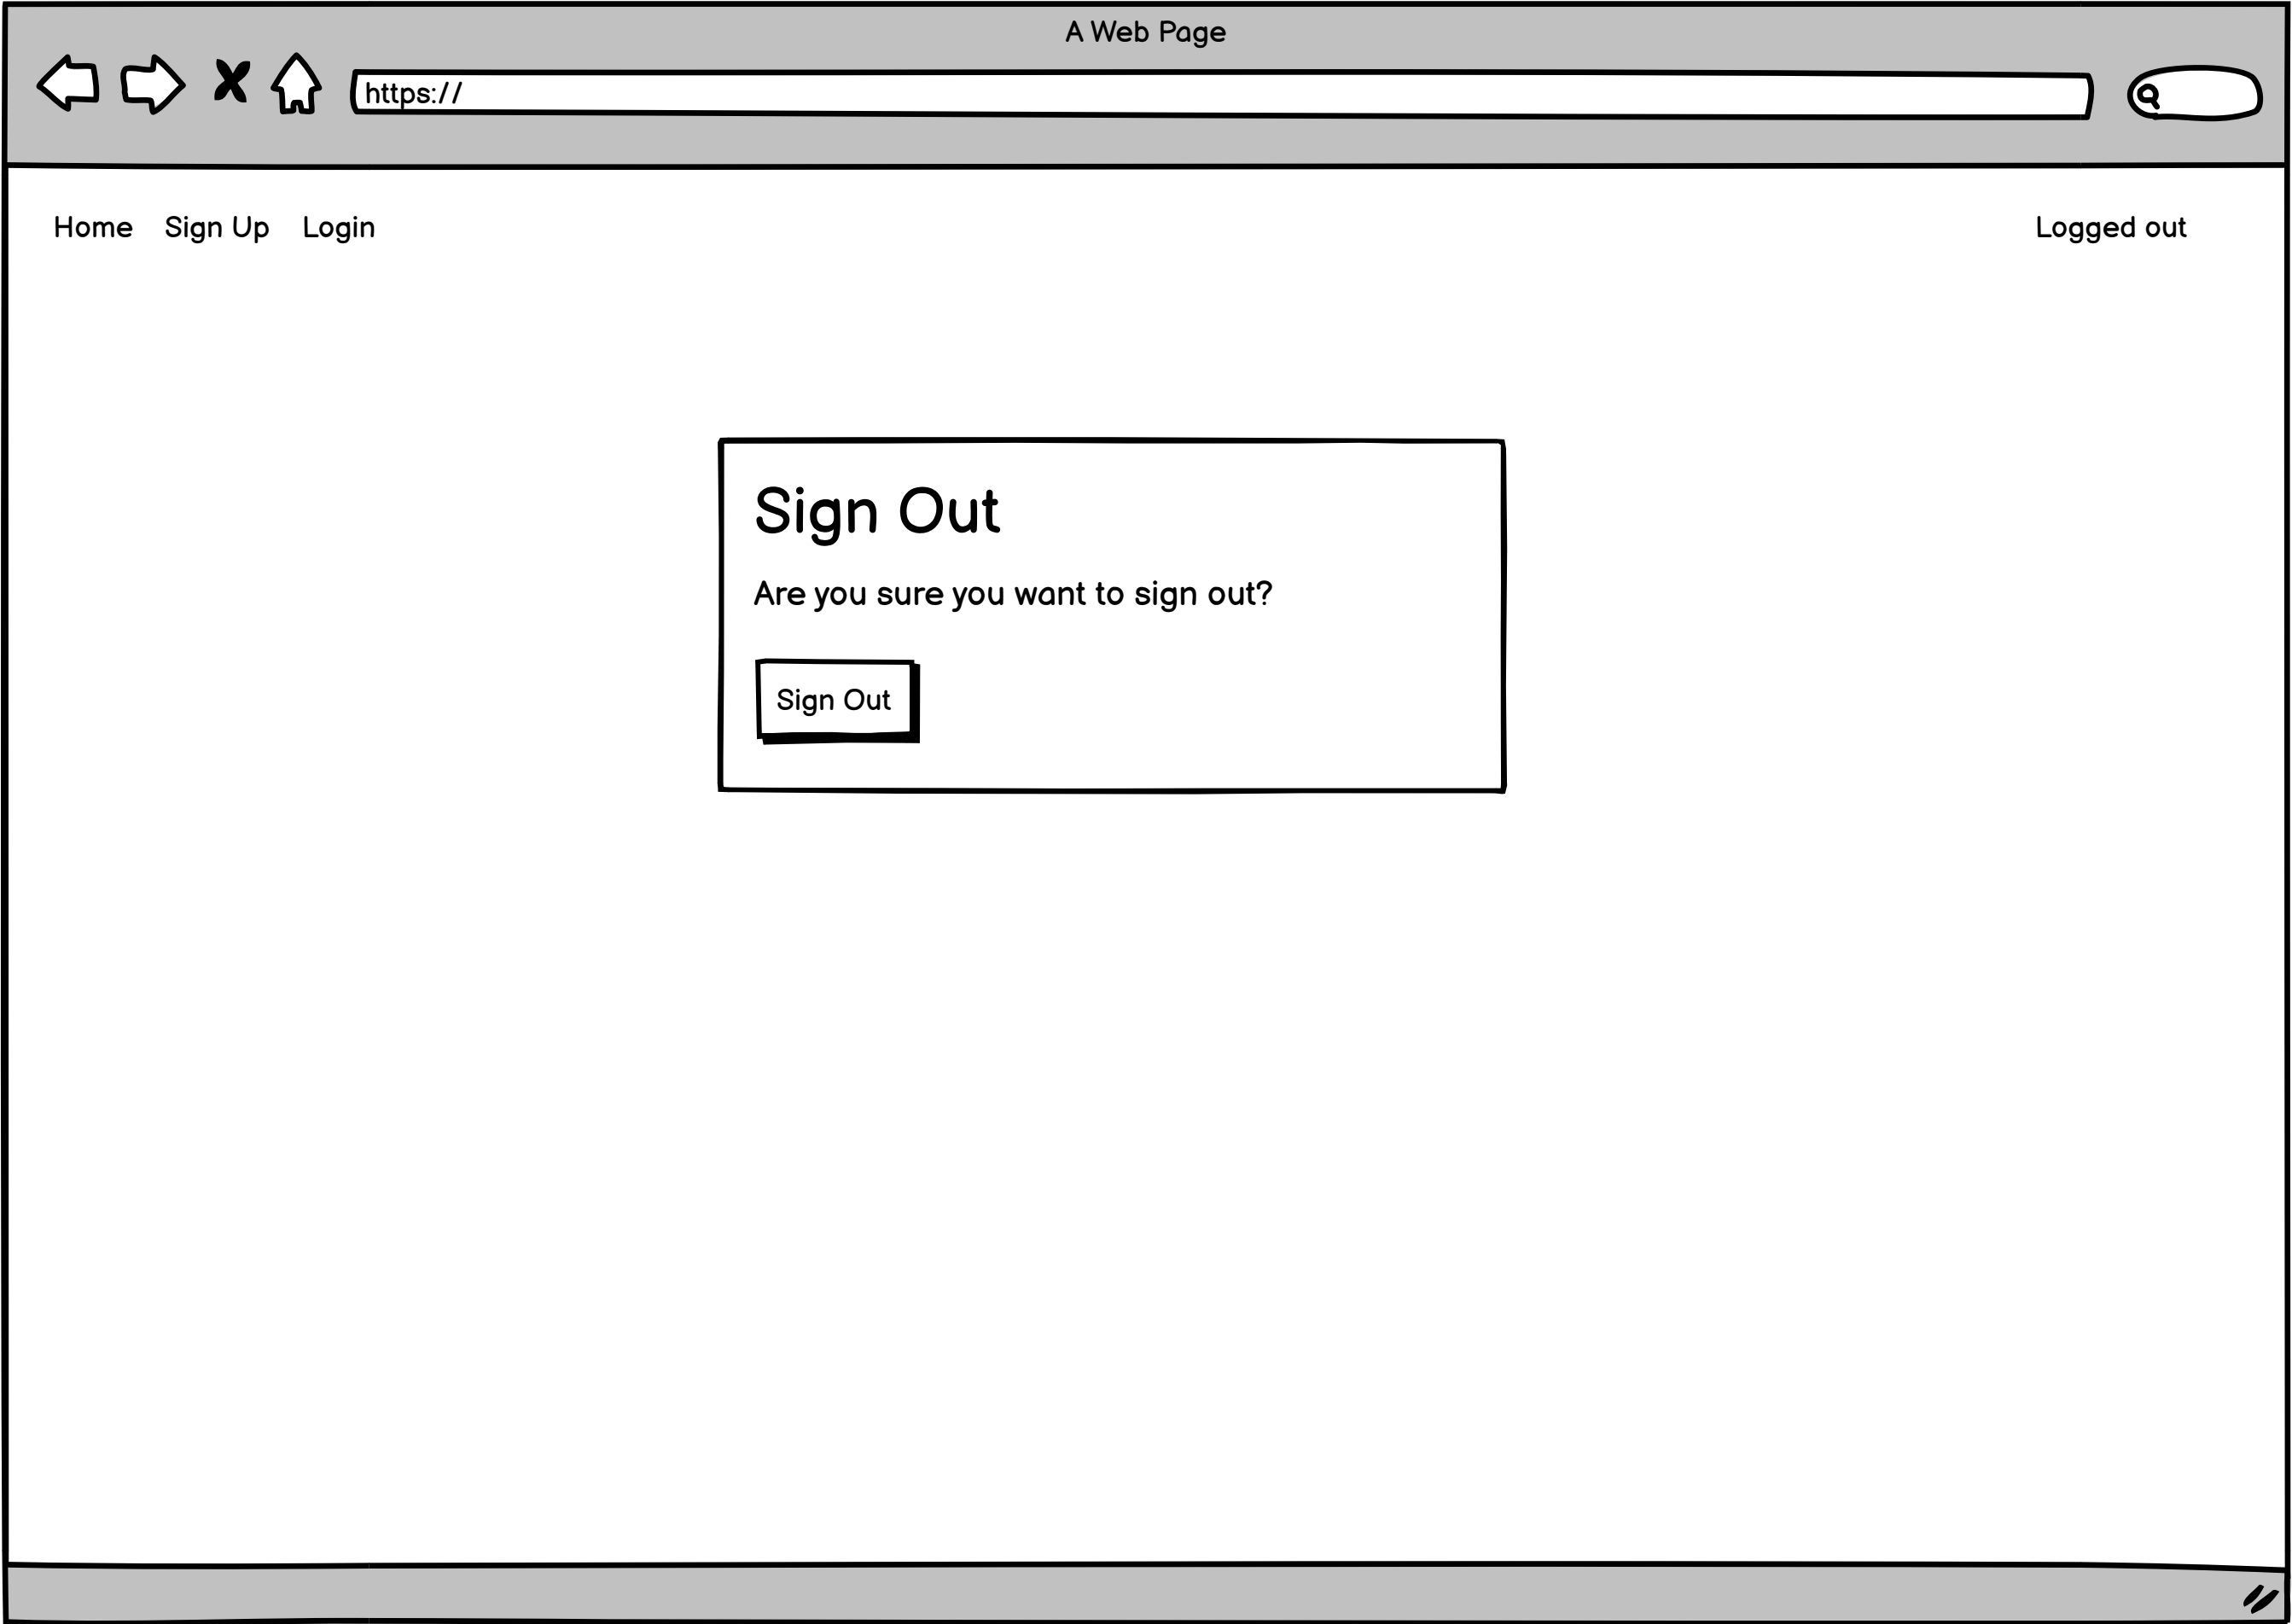 A Web Page
https://
Home Sign Up Login Logged out
Sign Out
Are you sure you want to sign out?
Sign Out